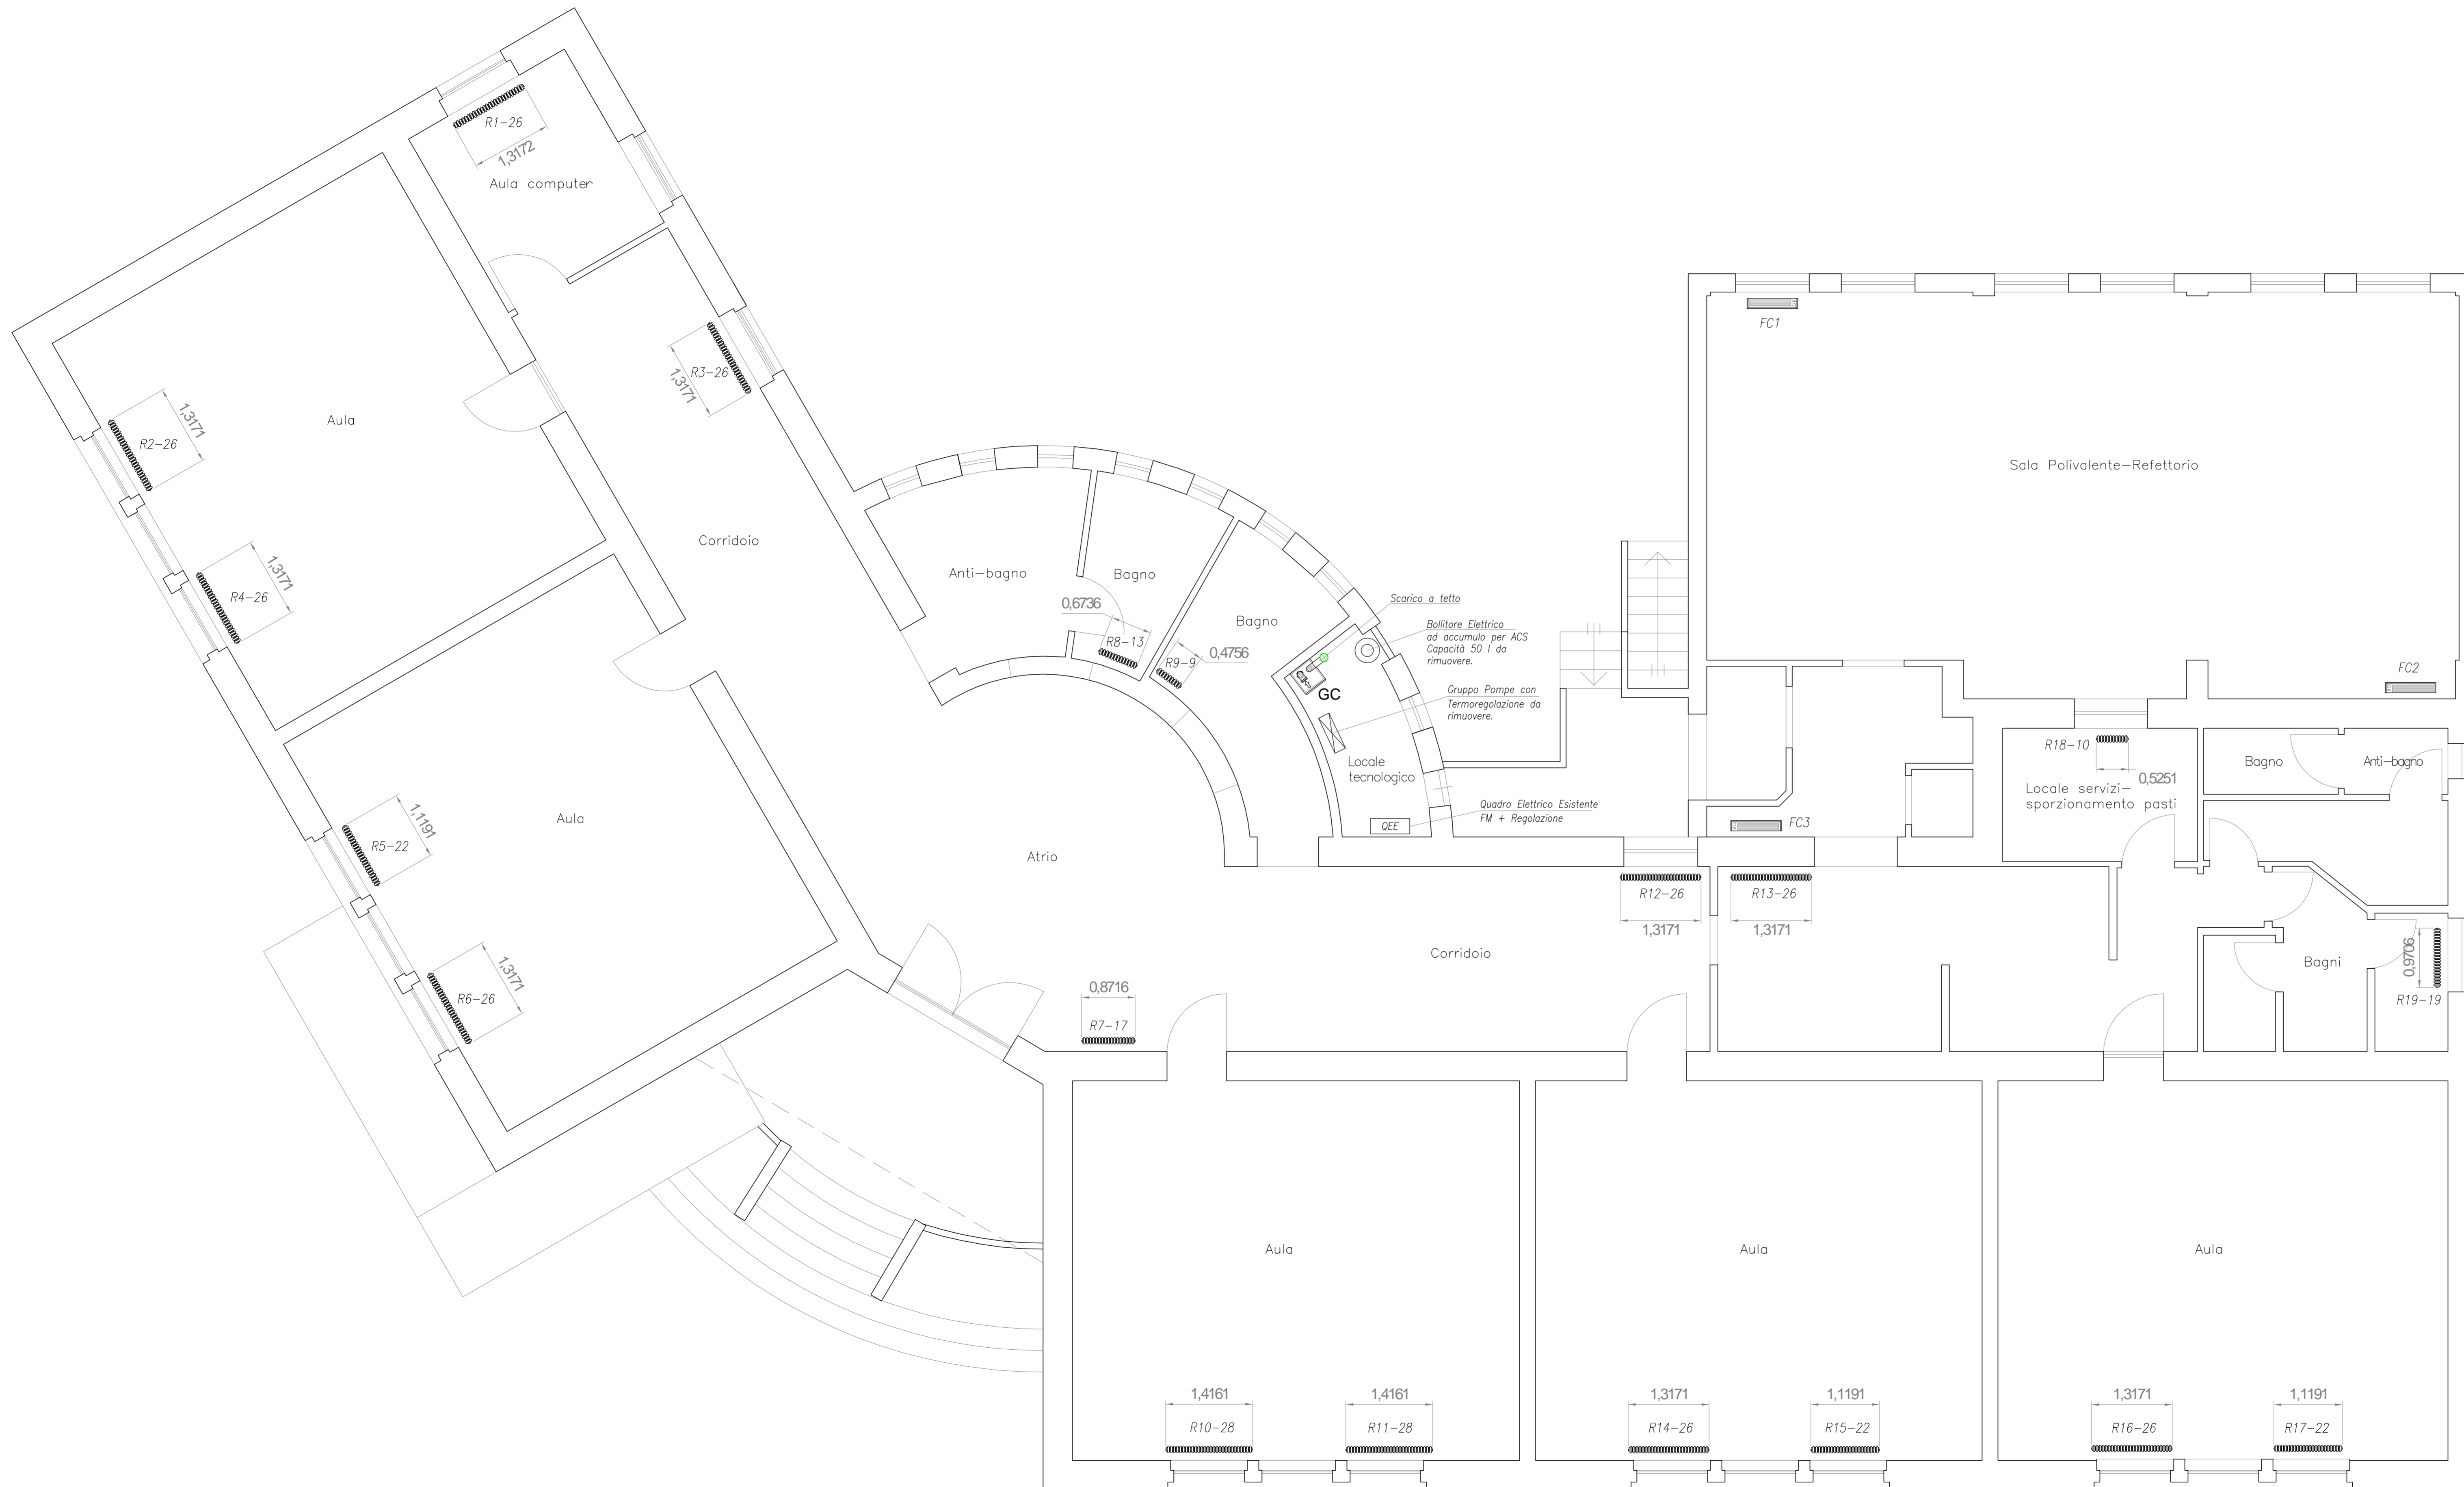 R1-26
1,3172
Aula computer
R3-26
1,3171
R2-26
1,3171
Aula
R4-26
1,3171
Corridoio
FC1
Sala Polivalente-Refettorio
FC2
Anti-bagno
Bagno
0,6736
R8-13
Bagno
R9-9
0,4756
Scarico a tetto
Bollitore Elettrico
ad accumulo per ACS
Capacità 50 l da
rimuovere.
GC
Gruppo Pompe con
Termoregolazione da
rimuovere.
Locale
tecnologico
Quadro Elettrico Esistente
FM + Regolazione
QEE
FC3
R18-10
0,5251
Locale servizi-
sporzionamento pasti
Bagno
Anti-bagno
R5-22
1,1191
Aula
R6-26
1,3171
Atrio
R12-26
1,3171
R13-26
1,3171
Corridoio
0,8716
R7-17
Bagni
0,9706
R19-19
Aula
Aula
Aula
1,4161
R10-28
1,4161
R11-28
1,3171
R14-26
1,1191
R15-22
1,3171
R16-26
1,1191
R17-22